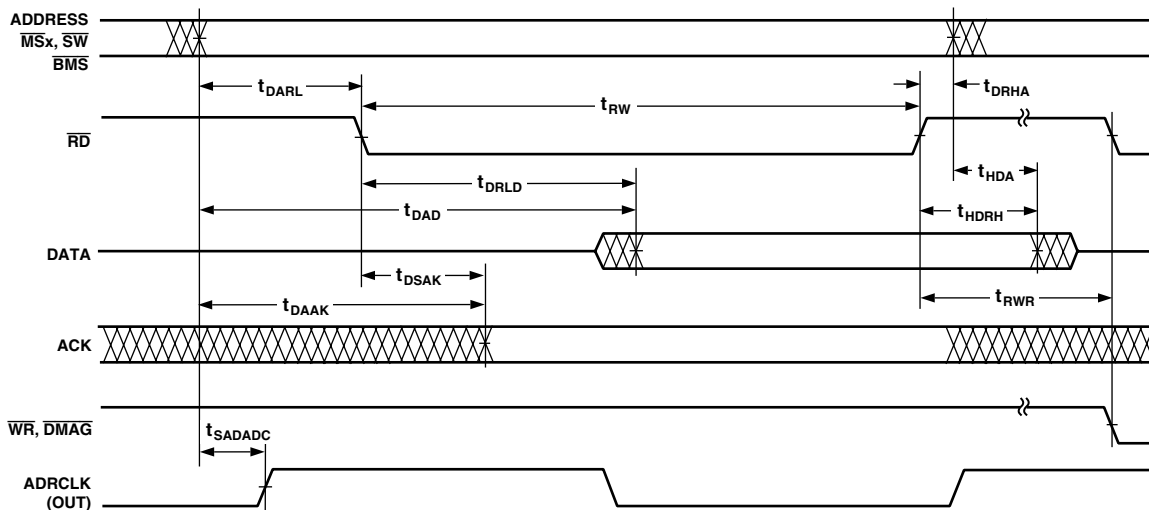 ADDRESS
MSx, SW
BMS
tDARL
tRW
tDRHA
RD
tHDA
tDRLD
tDAD
tHDRH
DATA
tDSAK
tDAAK
tRWR
ACK
WR, DMAG
tSADADC
ADRCLK
(OUT)